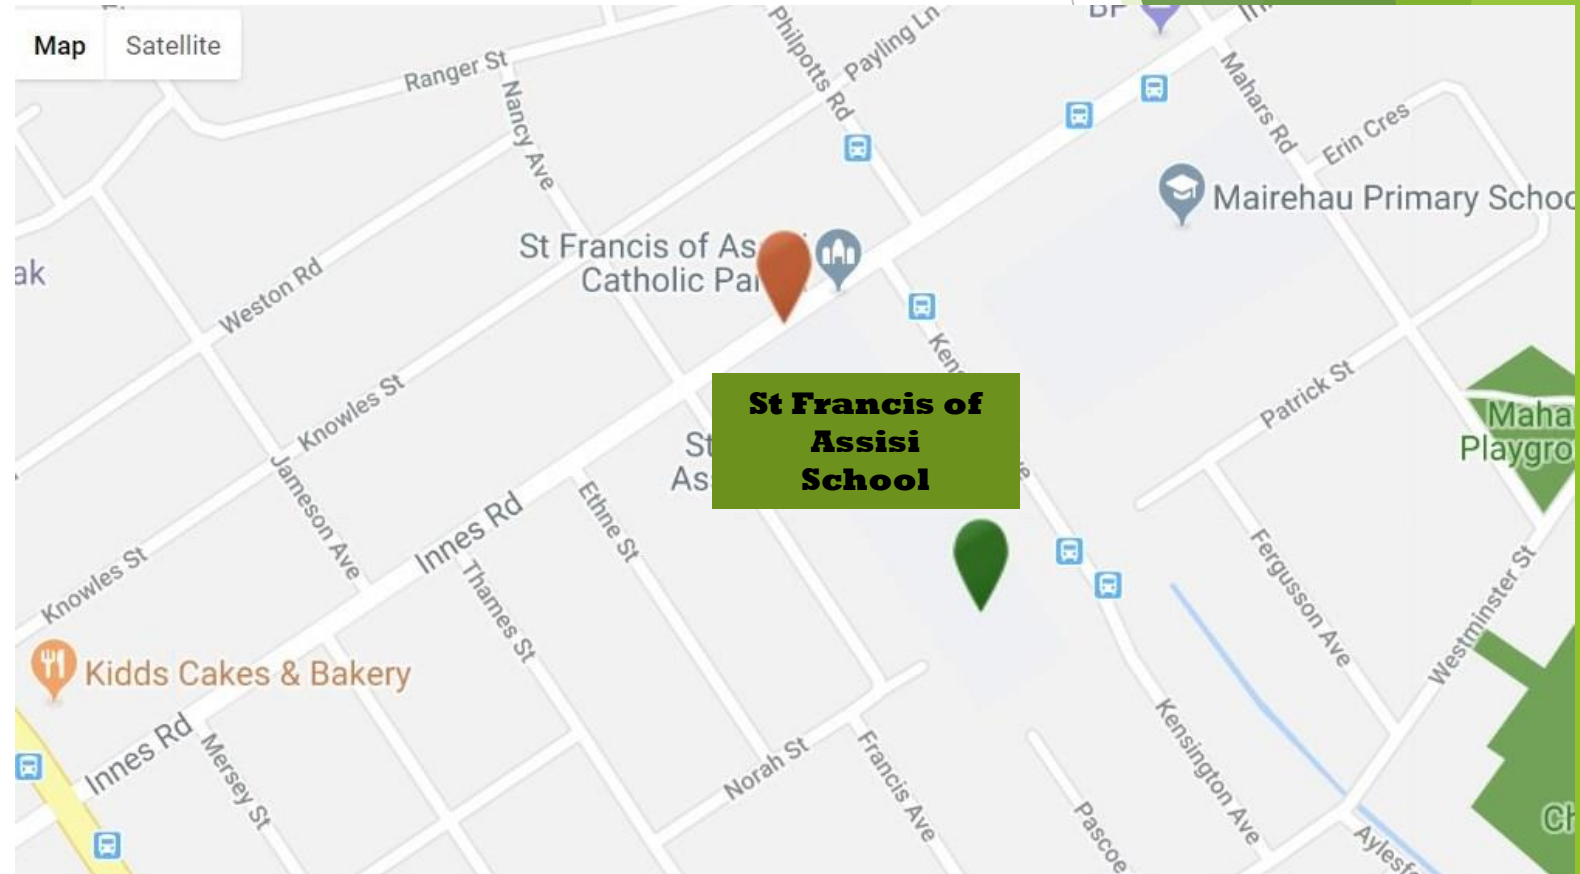 Map
Satellite
BP
Ranger St
Nancy Ave
Philpotts Rd
Payling Ln
Mahars Rd
Erin Cres
Mairehau Primary Schoo
St Francis of As
Catholic Pa
ak
Weston Rd
Knowles St
Jameson Ave
Knowles St
Innes Rd
Ethne St
Thames St
St
As
St Francis of
Assisi
School
Patrick St
Maha
Playgro
Fergusson Ave
Westminster St
Kidds Cakes & Bakery
Innes Rd
Mersey St
Norah St
Francis Ave
Kensington Ave
Pascoe
Ch
Aylesf